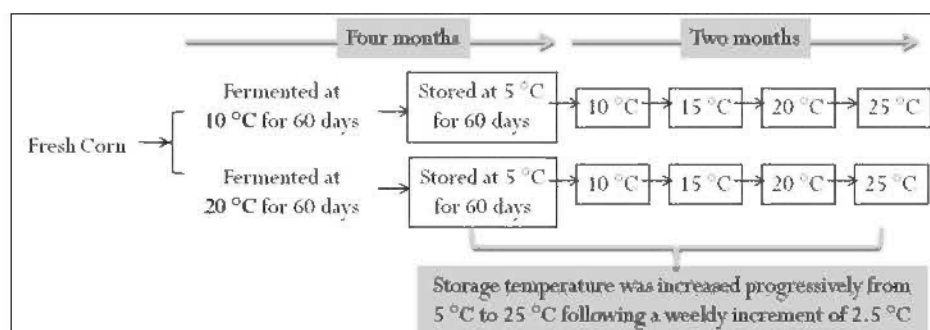 Four months
Two months
Fresh Corn
Fermented at
10 °C for 60 days
Stored at 5 °C
for 60 days
10 °C
15 °C
20 °C
25 °C
Fermented at
20 °C for 60 days
Stored at 5 °C
for 60 days
10 °C
15 °C
20 °C
25 °C
Storage temperature was increased progressively from
5 °C to 25 °C following a weekly increment of 2.5 °C